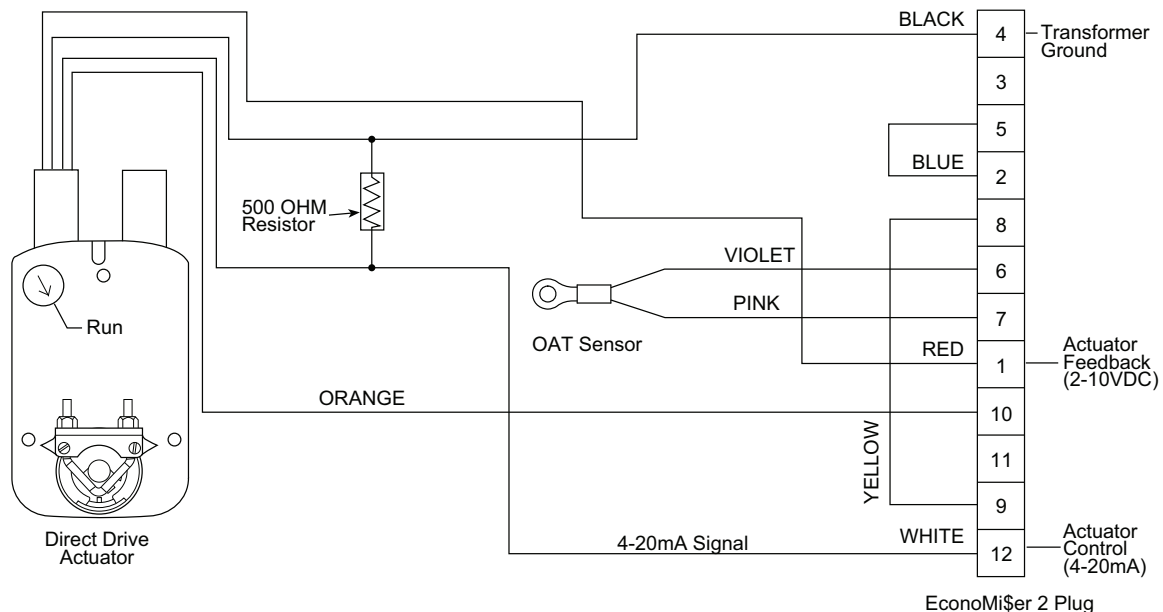 BLACK
4
Transformer
Ground
3
5
BLUE
2
500 OHM
Resistor
8
VIOLET
6
PINK
7
Run
OAT Sensor
RED
1
Actuator
Feedback
(2-10VDC)
ORANGE
10
YELLOW
11
9
Direct Drive
Actuator
4-20mA Signal
WHITE
12
Actuator
Control
(4-20mA)
EconoMi$er 2 Plug